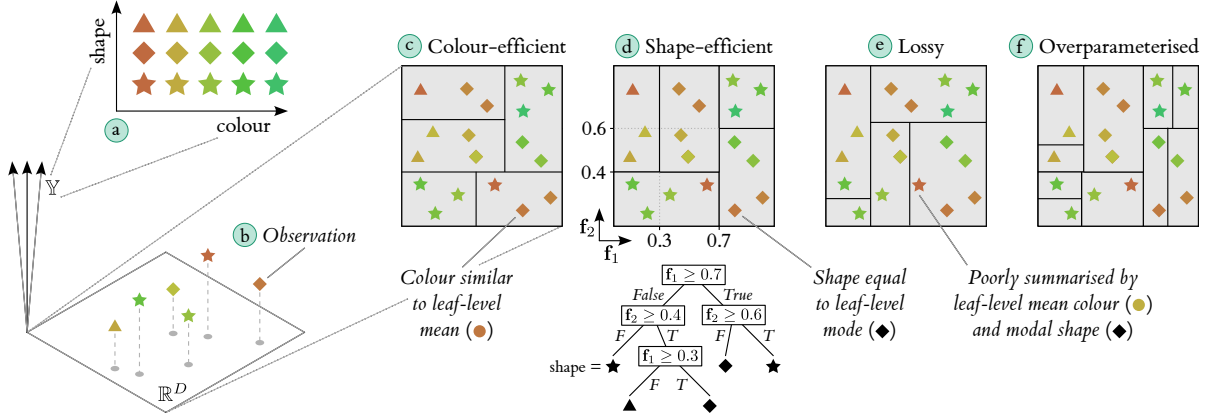 shape
colour
a
𝕐
b Observation
ℝᴰ
c Colour-efficient
d Shape-efficient
e Lossy
f Overparameterised
0.6
0.4
f₂
f₁
0.3
0.7
Colour similar
to leaf-level
mean (●)
f₁ ≥ 0.7
False
True
f₂ ≥ 0.4
f₂ ≥ 0.6
F
T
F
T
shape = ★
f₁ ≥ 0.3
F
T
Shape equal
to leaf-level
mode (◆)
Poorly summarised by
leaf-level mean colour (●)
and modal shape (◆)